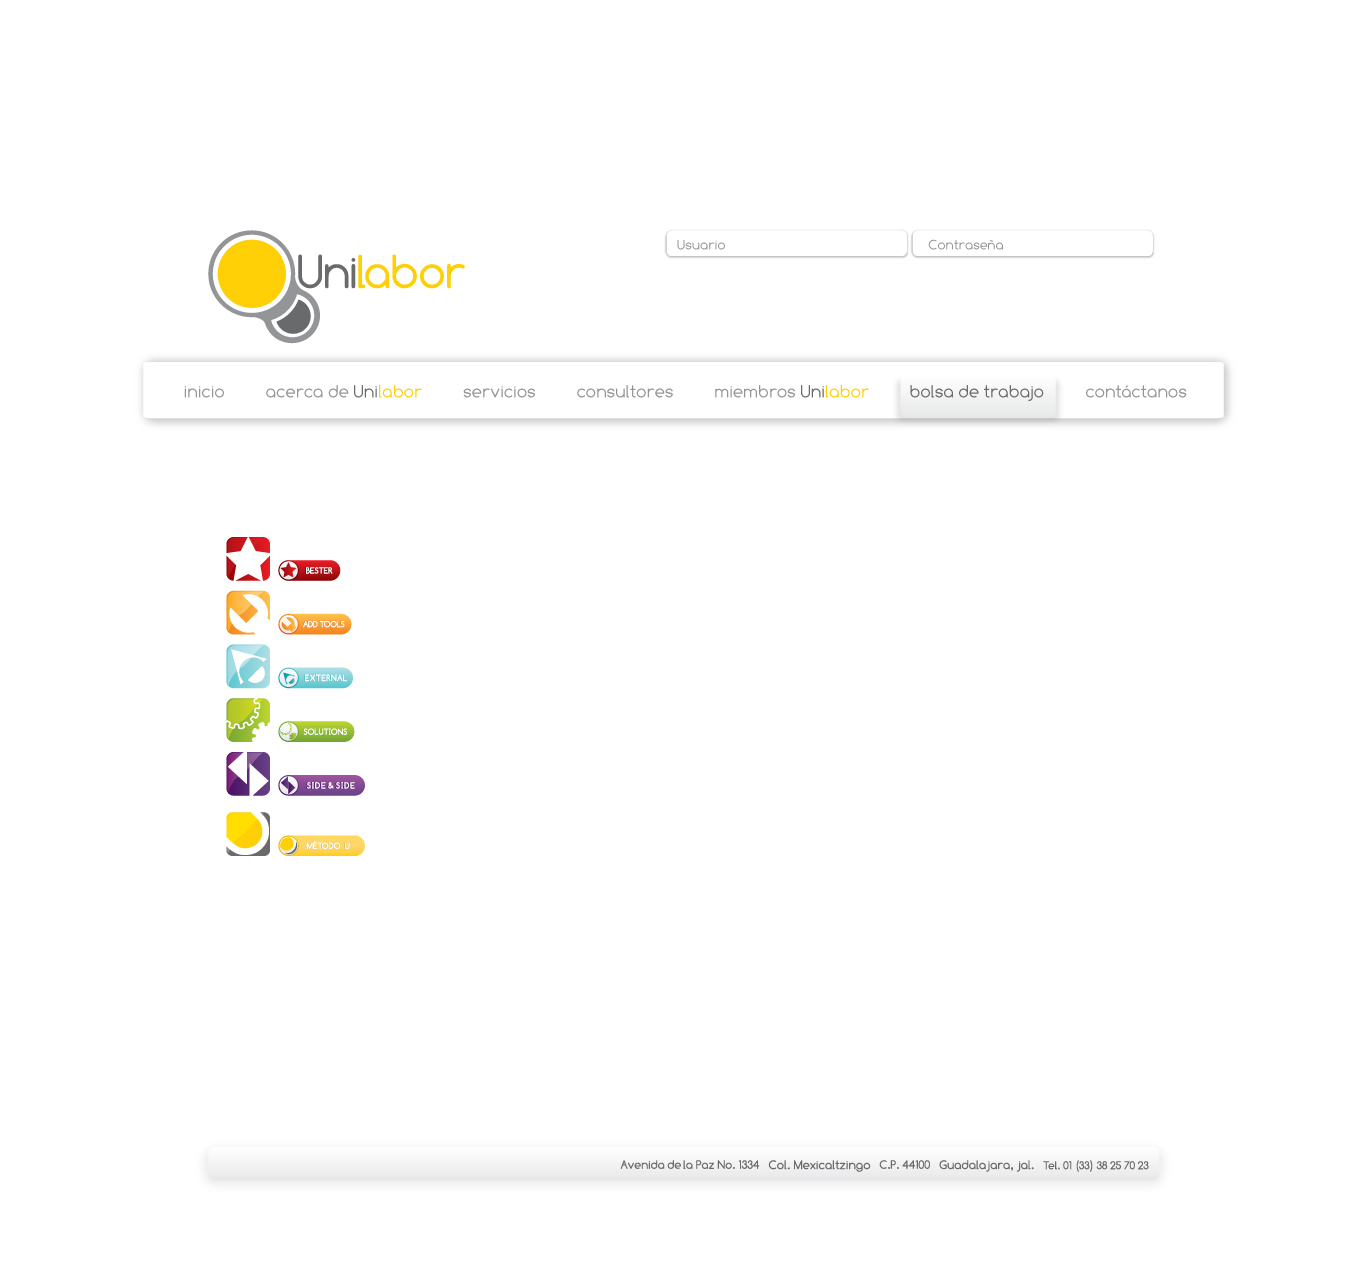 Unilabor
Usuario
Contraseña
inicio
acerca de Unilabor
servicios
consultores
miembros Unilabor
bolsa de trabajo
contáctanos
BESTER
ADD TOOLS
EXTERNAL
SOLUTIONS
SIDE & SIDE
MÉTODO U
Avenida de la Paz No. 1334 Col. Mexicaltzingo C.P. 44100 Guadalajara, jal. Tel. 01 (33) 38 25 70 23